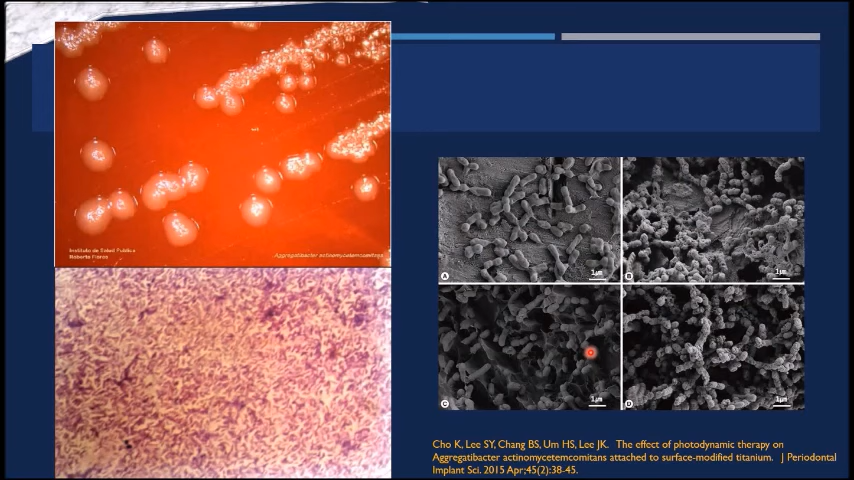 Instituto de Salud Publica
Roberto Flores
Aggregatibacter actinomycetemcomitans
A
1μm
B
1μm
C
1μm
D
1μm
Cho K, Lee SY, Chang BS, Um HS, Lee JK. The effect of photodynamic therapy on
Aggregatibacter actinomycetemcomitans attached to surface-modified titanium. J Periodontal
Implant Sci. 2015 Apr;45(2):38-45.